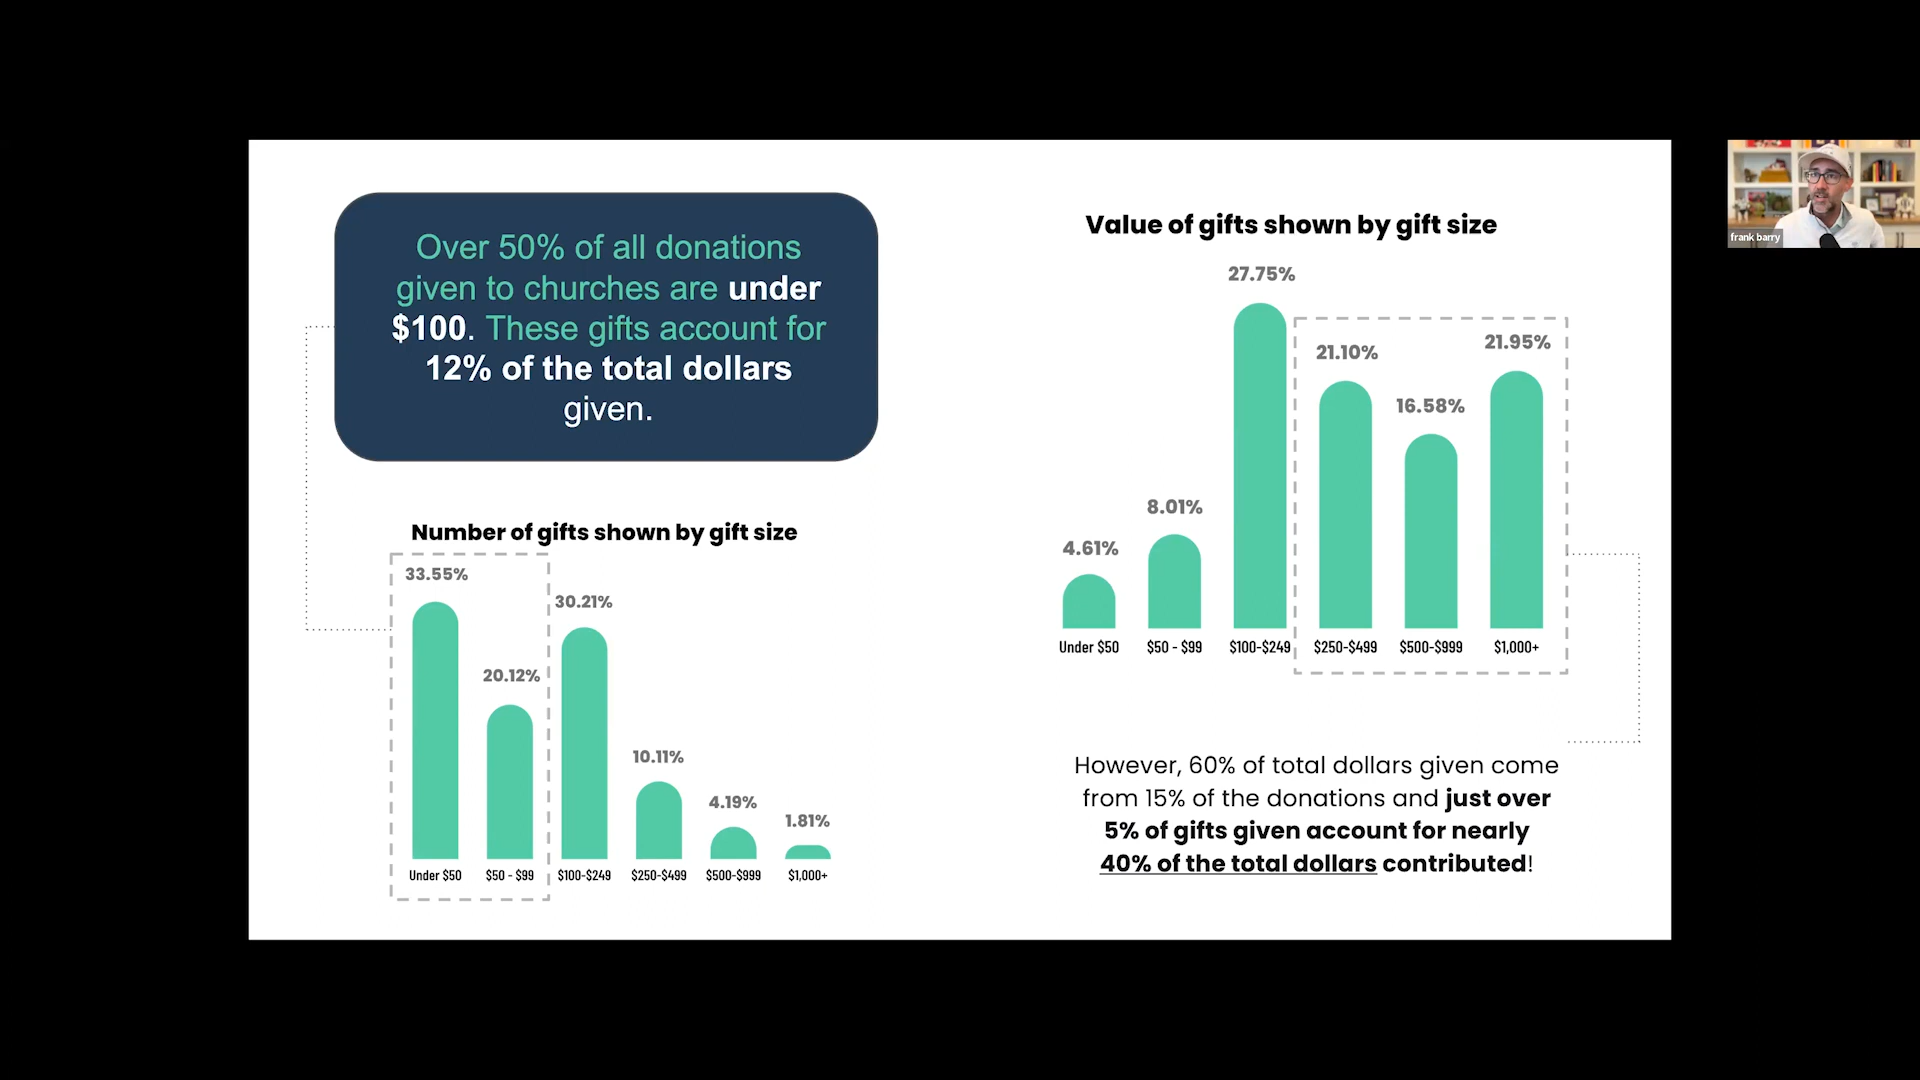 Over 50% of all donations
given to churches are under
$100. These gifts account for
12% of the total dollars
given.
Number of gifts shown by gift size
33.55%
20.12%
30.21%
10.11%
4.19%
1.81%
Under $50
$50 - $99
$100-$249
$250-$499
$500-$999
$1,000+
Value of gifts shown by gift size
4.61%
8.01%
27.75%
21.10%
16.58%
21.95%
Under $50
$50 - $99
$100-$249
$250-$499
$500-$999
$1,000+
However, 60% of total dollars given come
from 15% of the donations and just over
5% of gifts given account for nearly
40% of the total dollars contributed!
frank barry